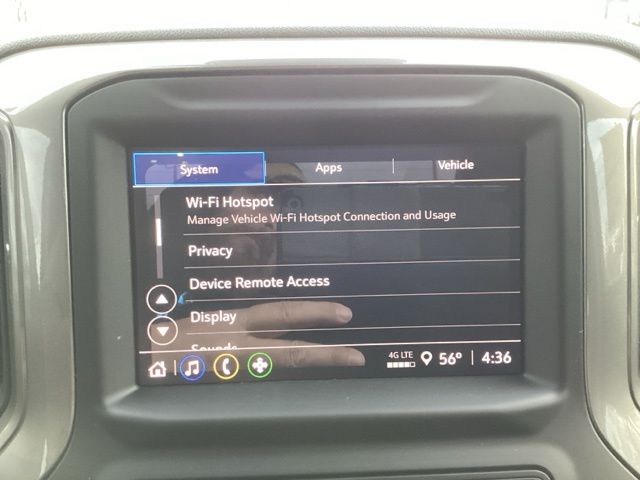 System Apps Vehicle
Wi-Fi Hotspot
Manage Vehicle Wi-Fi Hotspot Connection and Usage
Privacy
Device Remote Access
Display
Sounds
4G LTE 56° 4:36